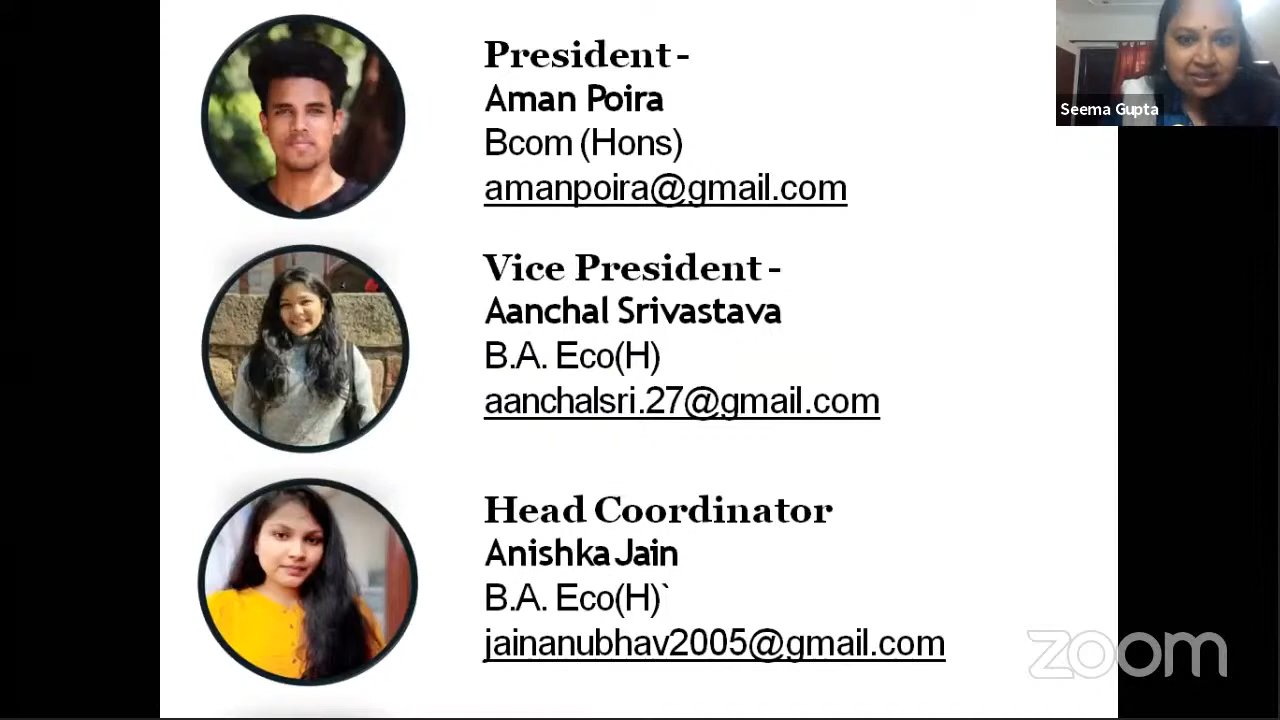 President -
Aman Poira
Bcom (Hons)
amanpoira@gmail.com
Vice President -
Aanchal Srivastava
B.A. Eco(H)
aanchalsri.27@gmail.com
Head Coordinator
Anishka Jain
B.A. Eco(H)`
jainanubhav2005@gmail.com
Seema Gupta
zoom